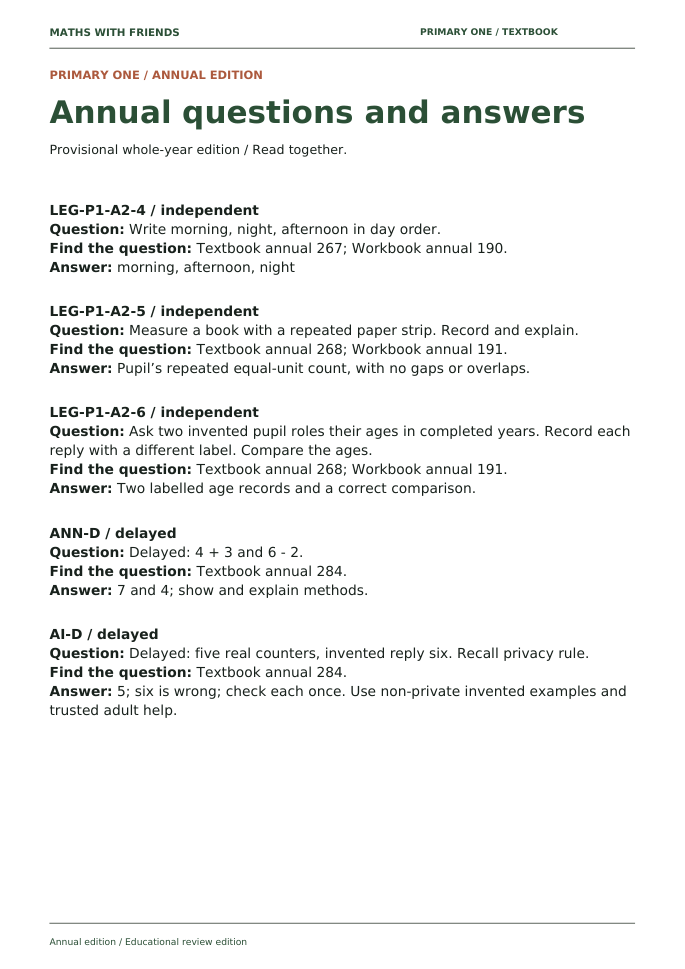 MATHS WITH FRIENDS
PRIMARY ONE / TEXTBOOK
PRIMARY ONE / ANNUAL EDITION
Annual questions and answers
Provisional whole-year edition / Read together.
LEG-P1-A2-4 / independent
Question: Write morning, night, afternoon in day order.
Find the question: Textbook annual 267; Workbook annual 190.
Answer: morning, afternoon, night
LEG-P1-A2-5 / independent
Question: Measure a book with a repeated paper strip. Record and explain.
Find the question: Textbook annual 268; Workbook annual 191.
Answer: Pupil’s repeated equal-unit count, with no gaps or overlaps.
LEG-P1-A2-6 / independent
Question: Ask two invented pupil roles their ages in completed years. Record each
reply with a different label. Compare the ages.
Find the question: Textbook annual 268; Workbook annual 191.
Answer: Two labelled age records and a correct comparison.
ANN-D / delayed
Question: Delayed: 4 + 3 and 6 - 2.
Find the question: Textbook annual 284.
Answer: 7 and 4; show and explain methods.
AI-D / delayed
Question: Delayed: five real counters, invented reply six. Recall privacy rule.
Find the question: Textbook annual 284.
Answer: 5; six is wrong; check each once. Use non-private invented examples and
trusted adult help.
Annual edition / Educational review edition